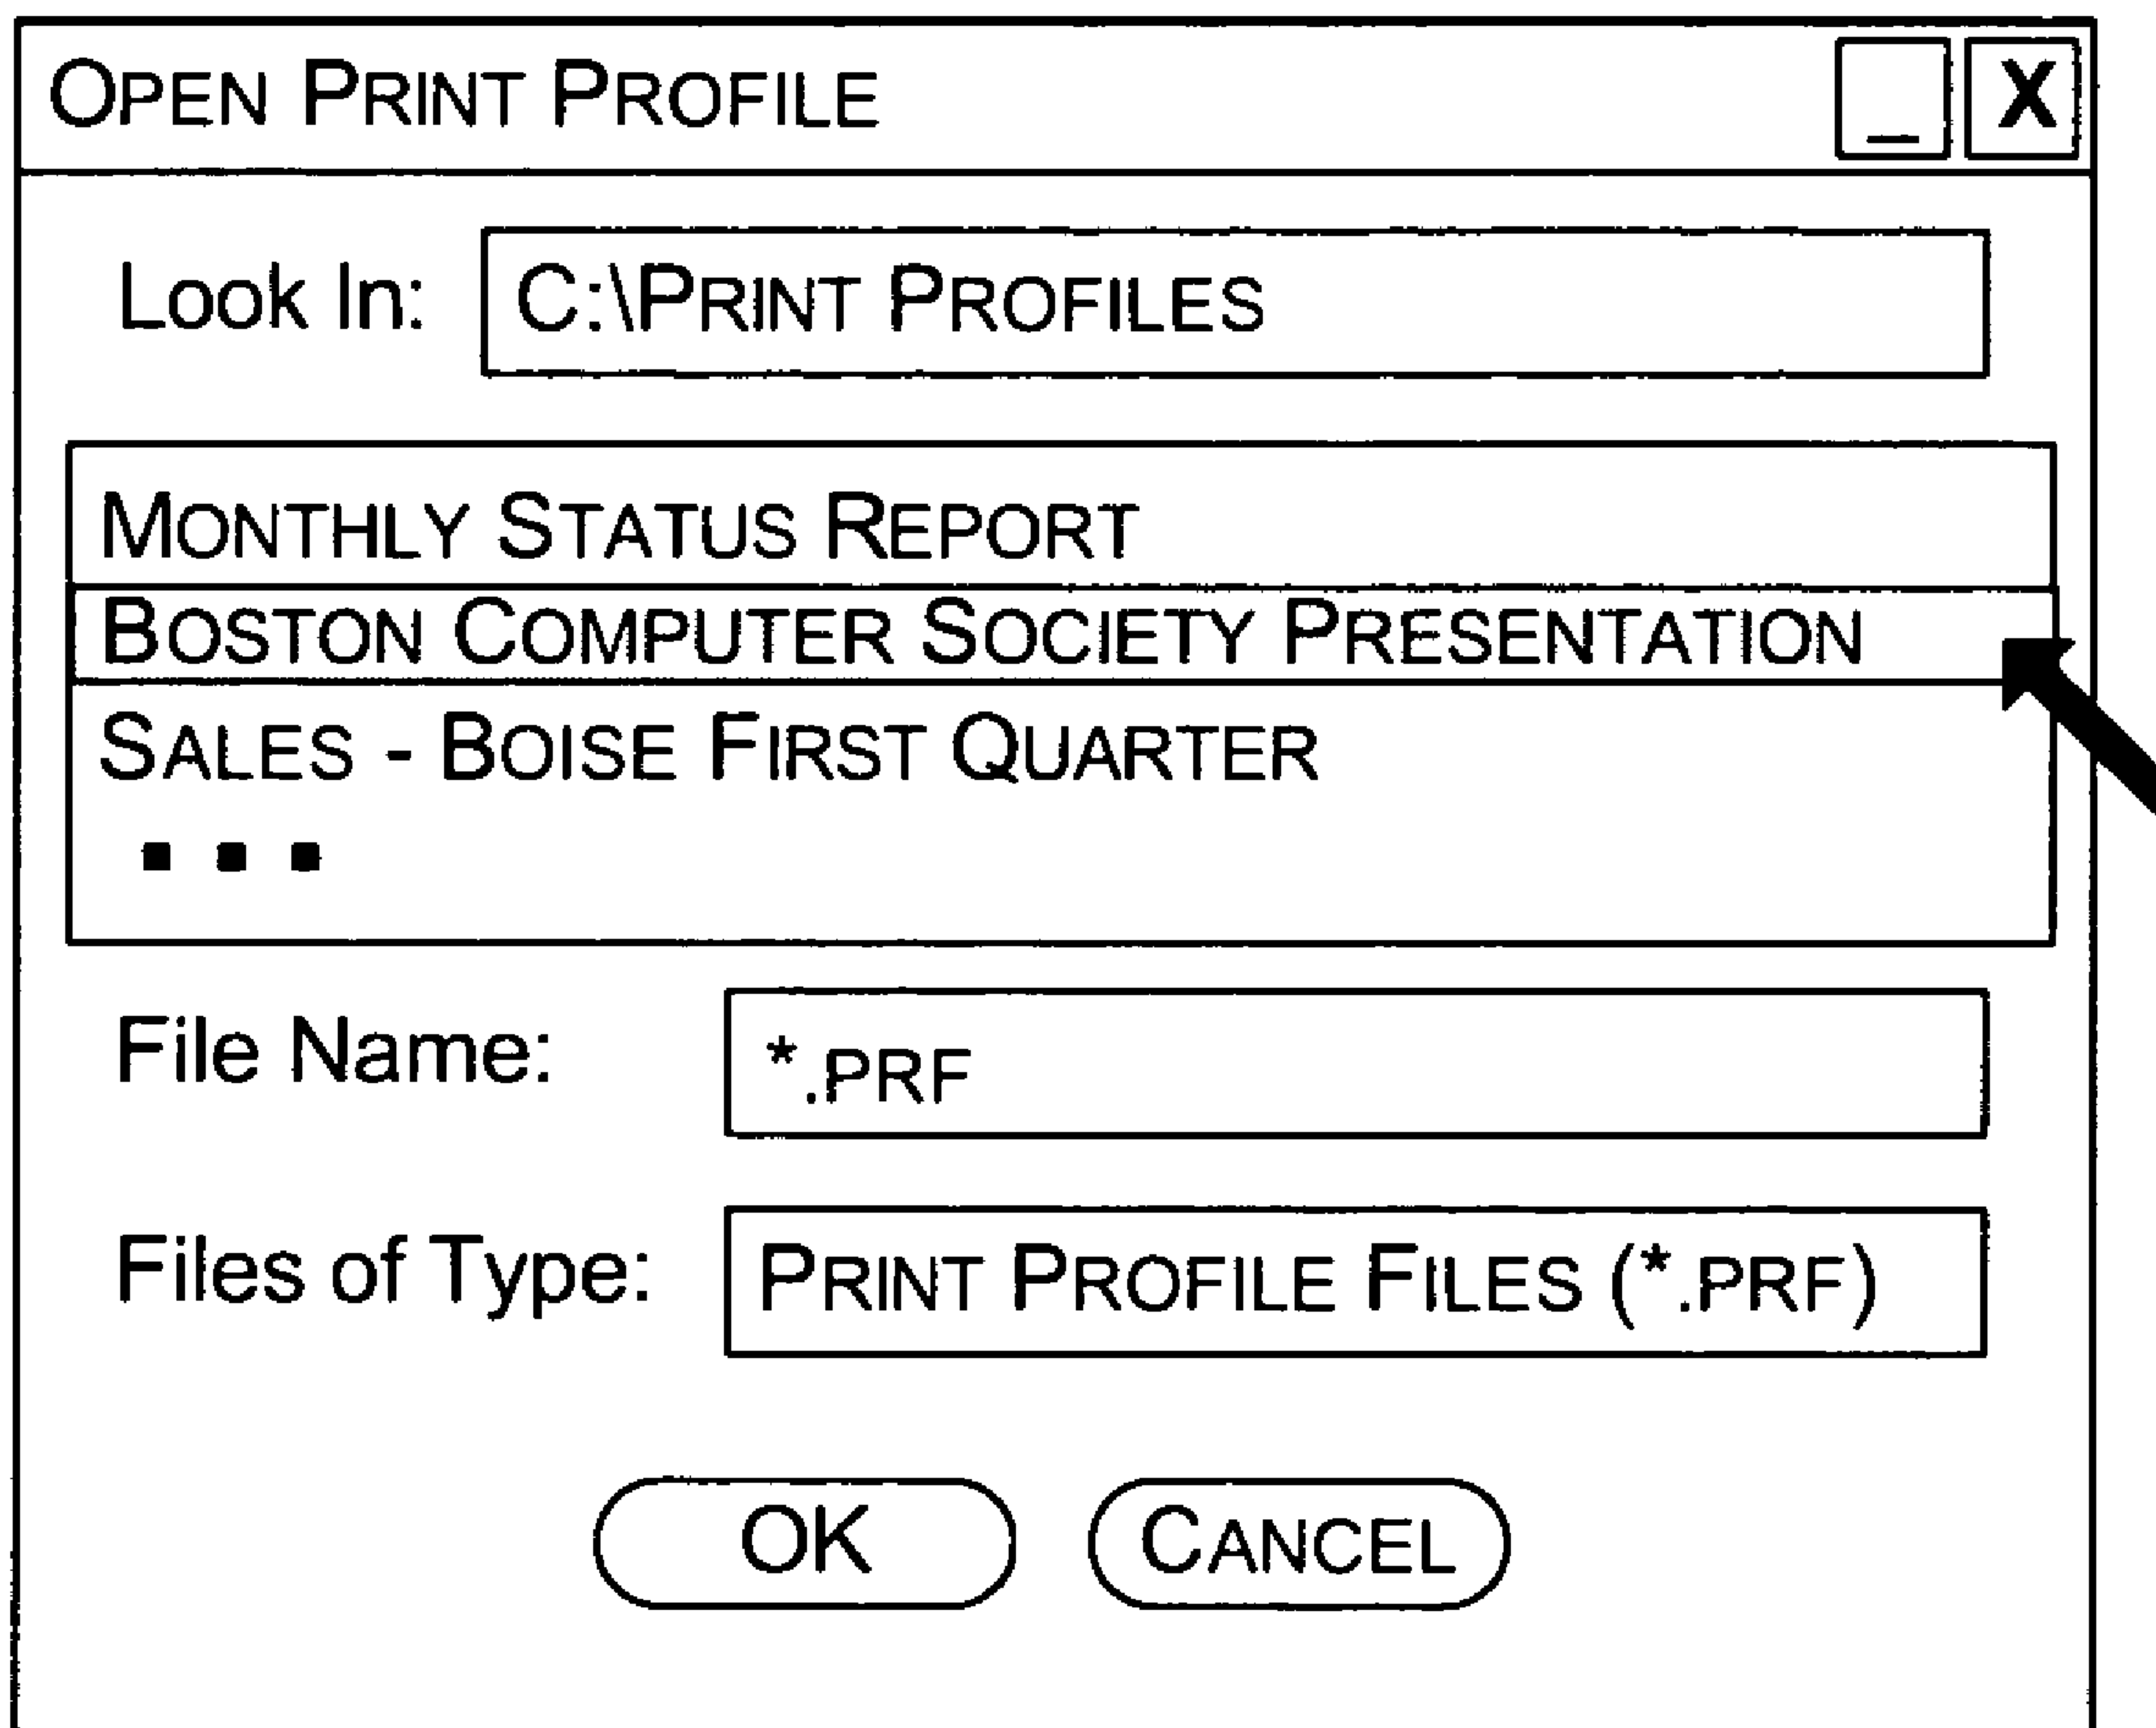 OPEN PRINT PROFILE _ X
Look In: C:\PRINT PROFILES
MONTHLY STATUS REPORT
BOSTON COMPUTER SOCIETY PRESENTATION
SALES - BOISE FIRST QUARTER
▪ ▪ ▪
File Name: *.PRF
Files of Type: PRINT PROFILE FILES (*.PRF)
OK CANCEL